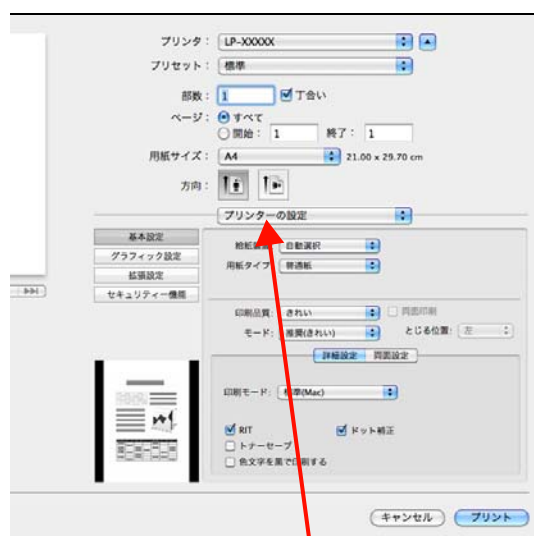 プリンタ： LP-XXXXX
プリセット： 標準
部数： 1 丁合い
ページ： すべて
開始： 1 終了： 1
用紙サイズ： A4 21.00 x 29.70 cm
方向：
プリンターの設定
基本設定
グラフィック設定
拡張設定
セキュリティー機能
自動選択
用紙タイプ： 普通紙
印刷品質： きれい 両面印刷
モード： 推奨(きれい) とじる位置： 左
詳細設定 両面設定
印刷モード： 標準(Mac)
RIT ドット補正
トナーセーブ
色文字を黒で印刷する
キャンセル プリント